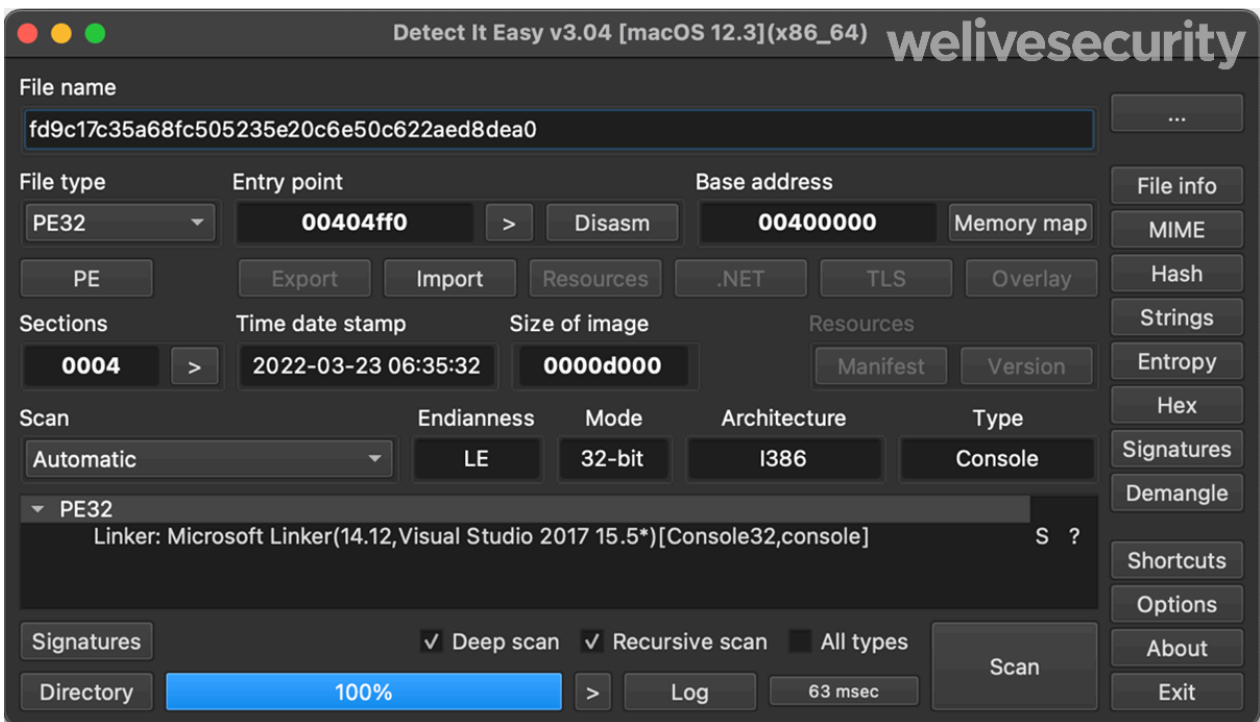 Detect It Easy v3.04 [macOS 12.3](x86_64)
welivesecurity
File name
fd9c17c35a68fc505235e20c6e50c622aed8dea0
...
File type Entry point Base address
File info
PE32 00404ff0 > Disasm 00400000 Memory map
MIME
PE Export Import Resources .NET TLS Overlay
Hash
Sections Time date stamp Size of image Resources
Strings
0004 > 2022-03-23 06:35:32 0000d000 Manifest Version
Entropy
Hex
Scan Endianness Mode Architecture Type
Automatic LE 32-bit I386 Console
Signatures
Demangle
PE32
Linker: Microsoft Linker(14.12,Visual Studio 2017 15.5*)[Console32,console] S ?
Shortcuts
Options
Signatures Deep scan Recursive scan All types
About
Scan
Directory 100% > Log 63 msec
Exit